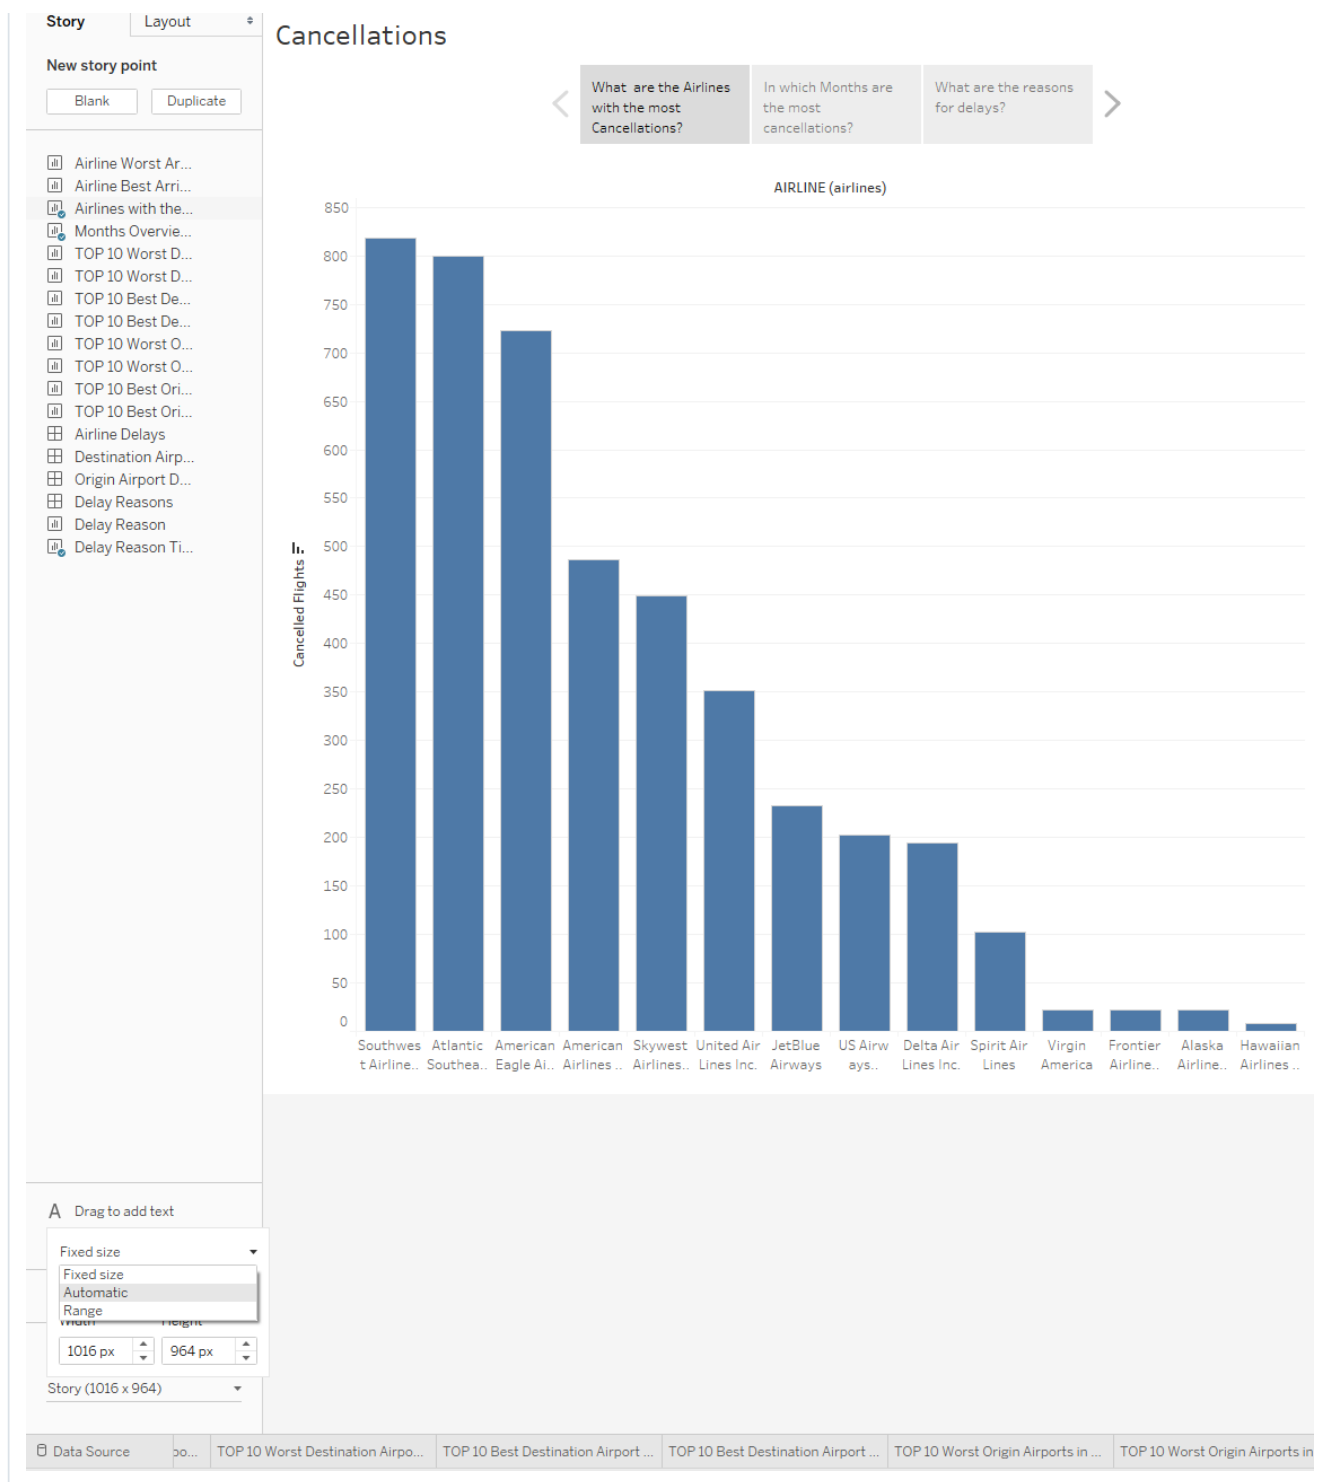 Story
Layout
New story point
Blank
Duplicate
Airline Worst Ar...
Airline Best Arri...
Airlines with the...
Months Overvie...
TOP 10 Worst D...
TOP 10 Worst D...
TOP 10 Best De...
TOP 10 Best De...
TOP 10 Worst O...
TOP 10 Worst O...
TOP 10 Best Ori...
TOP 10 Best Ori...
Airline Delays
Destination Airp...
Origin Airport D...
Delay Reasons
Delay Reason
Delay Reason Ti...
A Drag to add text
Fixed size
Fixed size
Automatic
Range
Width Height
1016 px 964 px
Story (1016 x 964)
Cancellations
What are the Airlines
with the most
Cancellations?
In which Months are
the most
cancellations?
What are the reasons
for delays?
AIRLINE (airlines)
Cancelled Flights
850
800
750
700
650
600
550
500
450
400
350
300
250
200
150
100
50
0
Southwes
t Airline..
Atlantic
Southea..
American
Eagle Ai..
American
Airlines ..
Skywest
Airlines..
United Air
Lines Inc.
JetBlue
Airways
US Airw
ays..
Delta Air
Lines Inc.
Spirit Air
Lines
Virgin
America
Frontier
Airline..
Alaska
Airline..
Hawaiian
Airlines ..
Data Source
oo...
TOP 10 Worst Destination Airpo...
TOP 10 Best Destination Airport ...
TOP 10 Best Destination Airport ...
TOP 10 Worst Origin Airports in ...
TOP 10 Worst Origin Airports in